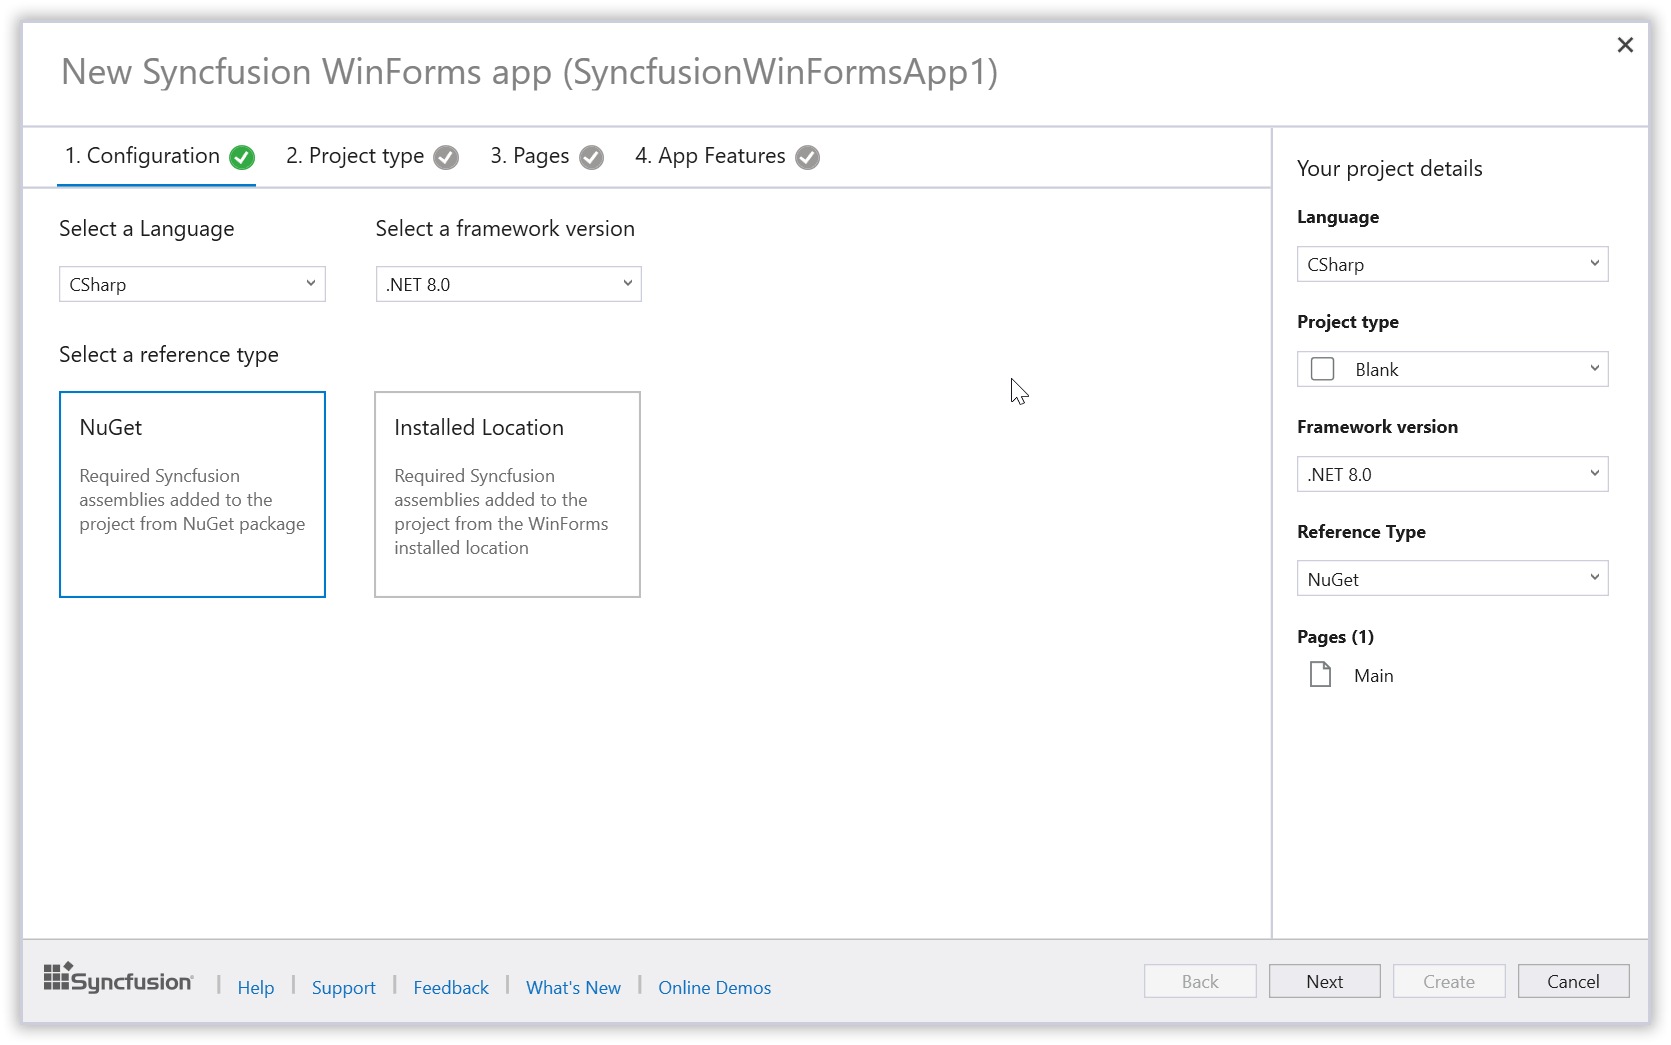 New Syncfusion WinForms app (SyncfusionWinFormsApp1)
1. Configuration
2. Project type
3. Pages
4. App Features
Select a Language
Select a framework version
CSharp
.NET 8.0
Select a reference type
NuGet
Required Syncfusion
assemblies added to the
project from NuGet package
Installed Location
Required Syncfusion
assemblies added to the
project from the WinForms
installed location
Your project details
Language
CSharp
Project type
Blank
Framework version
.NET 8.0
Reference Type
NuGet
Pages (1)
Main
Syncfusion
Help
Support
Feedback
What's New
Online Demos
Back
Next
Create
Cancel